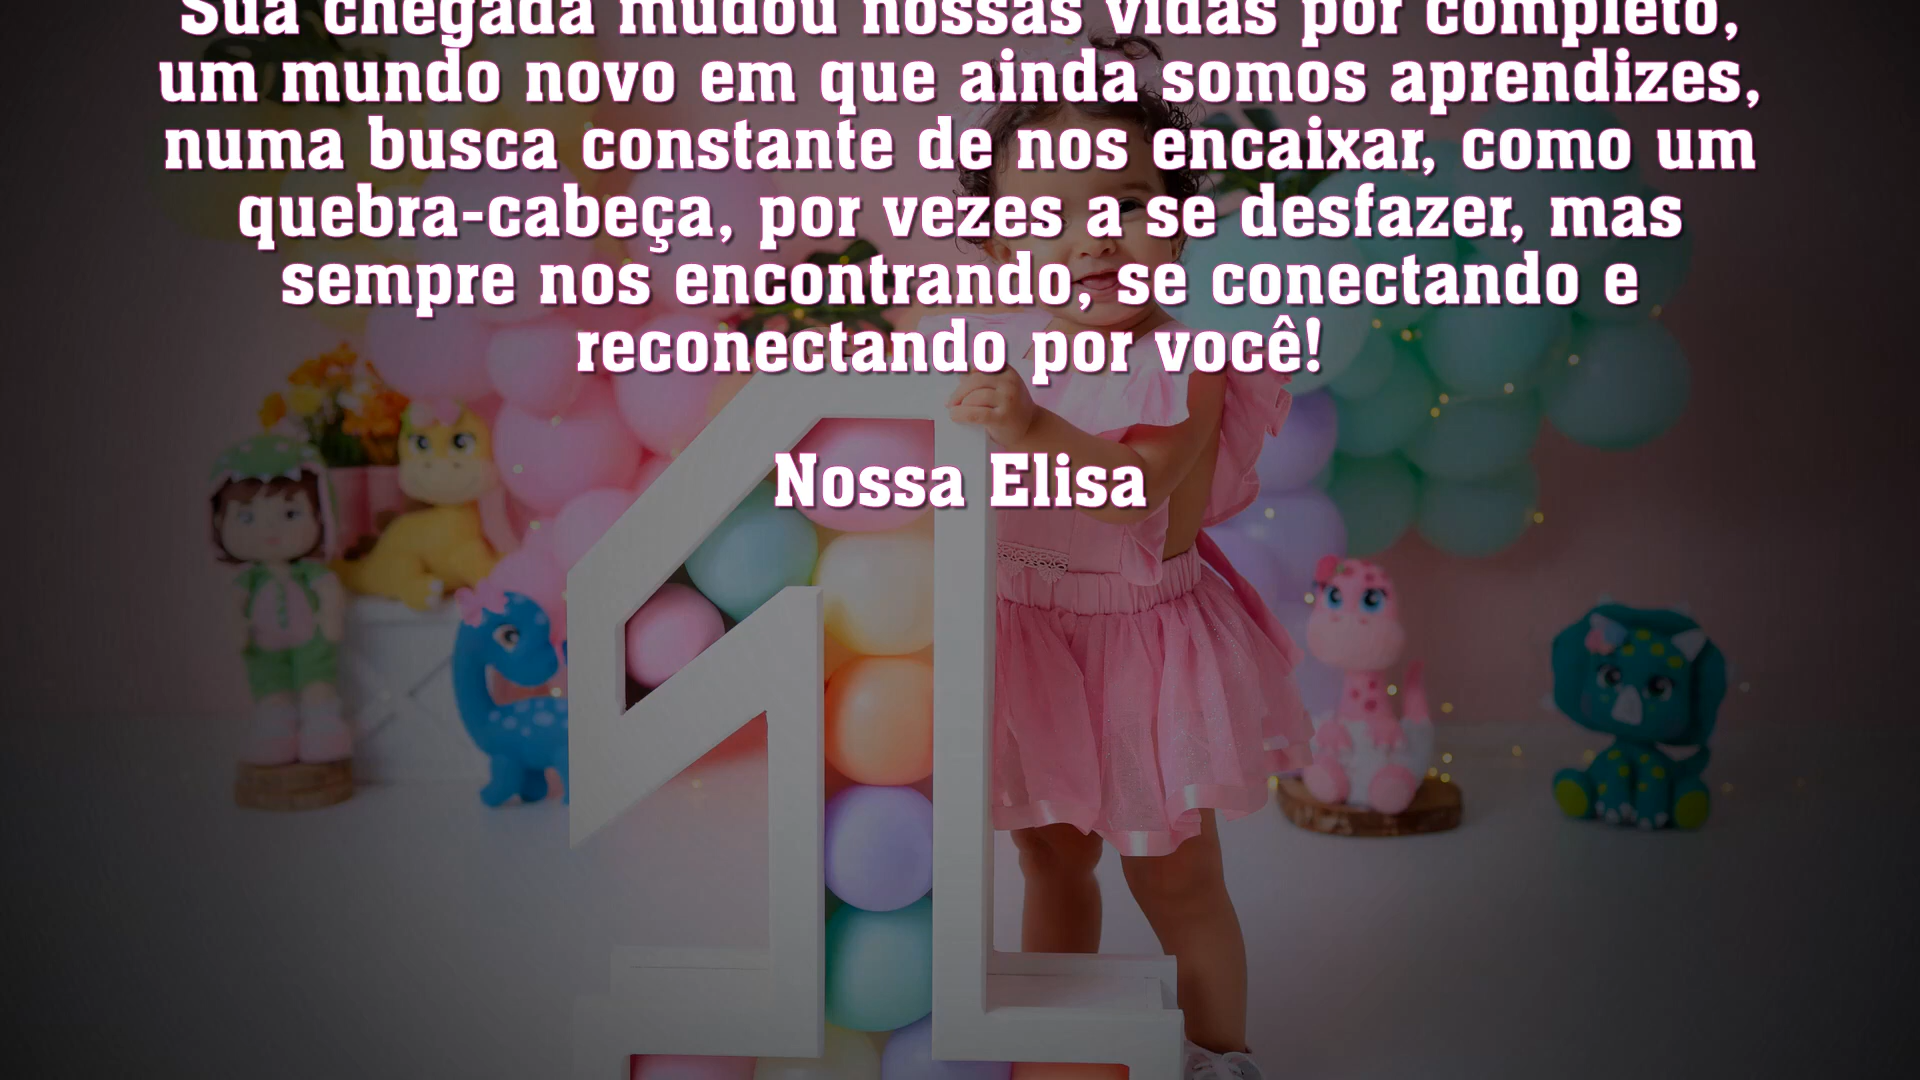 Sua chegada mudou nossas vidas por completo,
um mundo novo em que ainda somos aprendizes,
numa busca constante de nos encaixar, como um
quebra-cabeça, por vezes a se desfazer, mas
sempre nos encontrando, se conectando e
reconectando por você!
Nossa Elisa